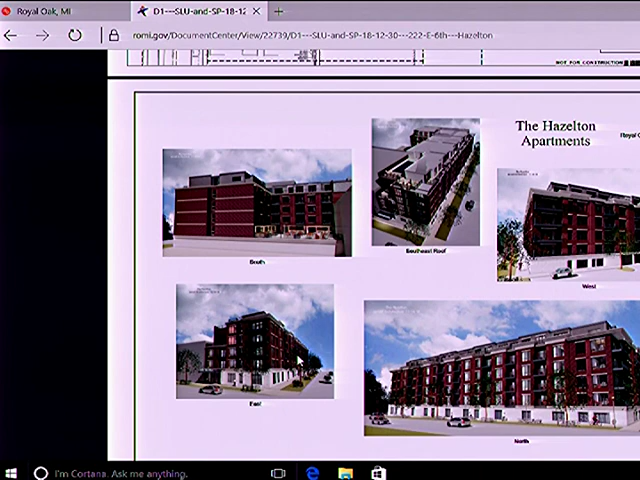 Royal Oak, MI
D1---SLU-and-SP-18-12
romi.gov/DocumentCenter/View/22739/D1---SLU-and-SP-18-12-30---222-E-6th---Hazelton
NOT FOR CONSTRUCTION
The Hazelton
Apartments
Royal O
South
Southeast Roof
West
East
North
I'm Cortana. Ask me anything.